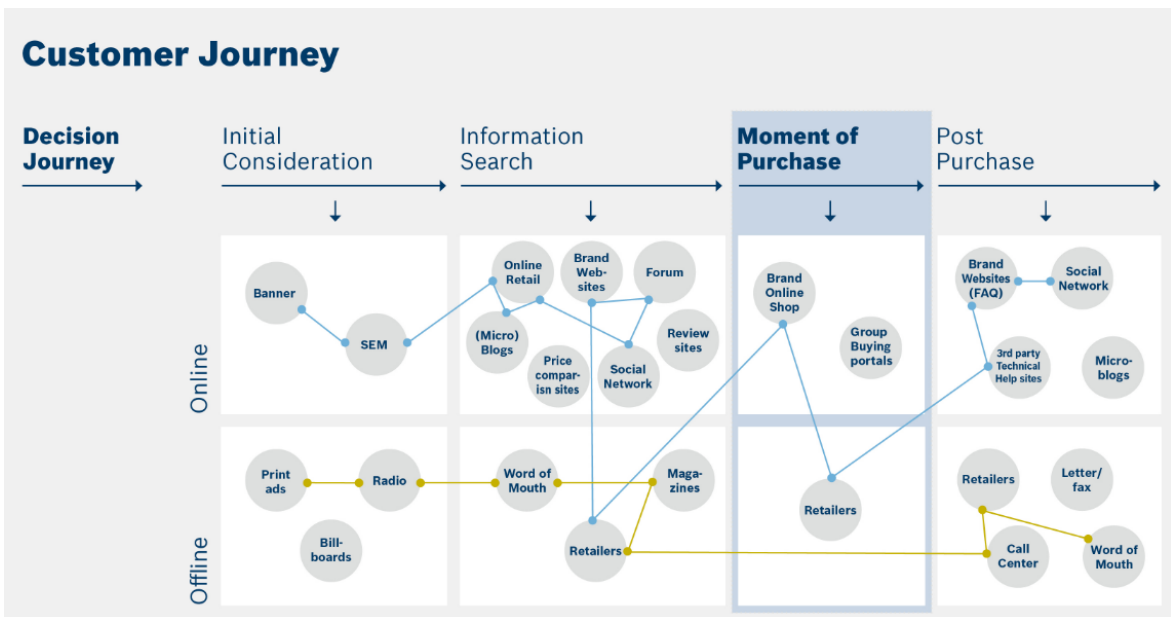 Customer Journey
Decision
Journey
Initial
Consideration
Information
Search
Moment of
Purchase
Post
Purchase
Online
Banner
SEM
Online
Retail
Brand
Web-
sites
Forum
(Micro)
Blogs
Price
compar-
isn sites
Social
Network
Review
sites
Brand
Online
Shop
Group
Buying
portals
Brand
Websites
(FAQ)
Social
Network
3rd party
Technical
Help sites
Micro-
blogs
Offline
Print
ads
Radio
Bill-
boards
Word of
Mouth
Maga-
zines
Retailers
Retailers
Retailers
Letter/
fax
Call
Center
Word of
Mouth